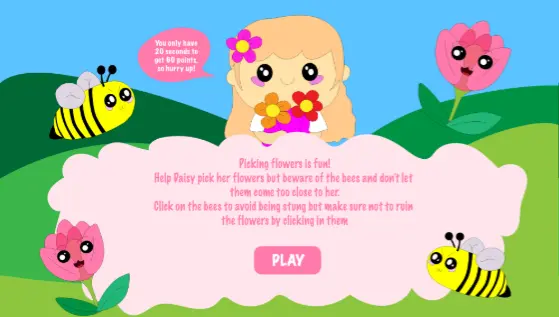 You only have
20 seconds to
get 60 points,
so hurry up!
Picking flowers is fun!
Help Daisy pick her flowers but beware of the bees and don't let
them come too close to her.
Click on the bees to avoid being stung but make sure not to ruin
the flowers by clicking in them
PLAY